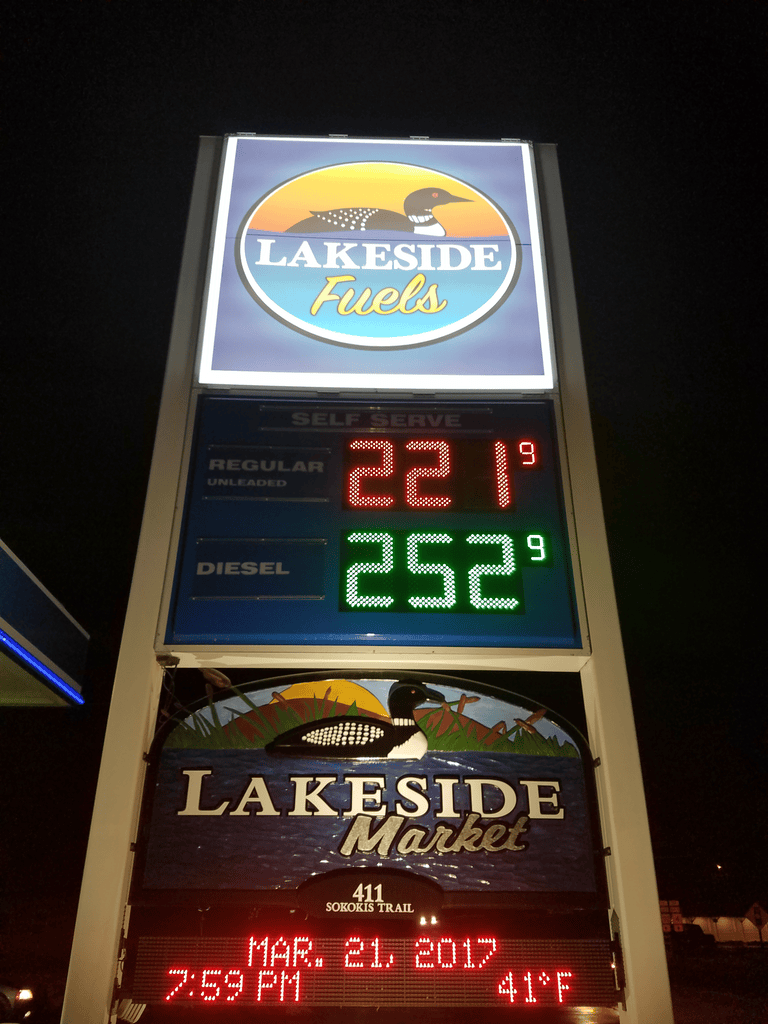 LAKESIDE
Fuels
SELF SERVE
REGULAR 221 9
UNLEADED
DIESEL 252 9
LAKESIDE
Market
411
SOKOKIS TRAIL
MAR. 21, 2017
7:59 PM 41°F